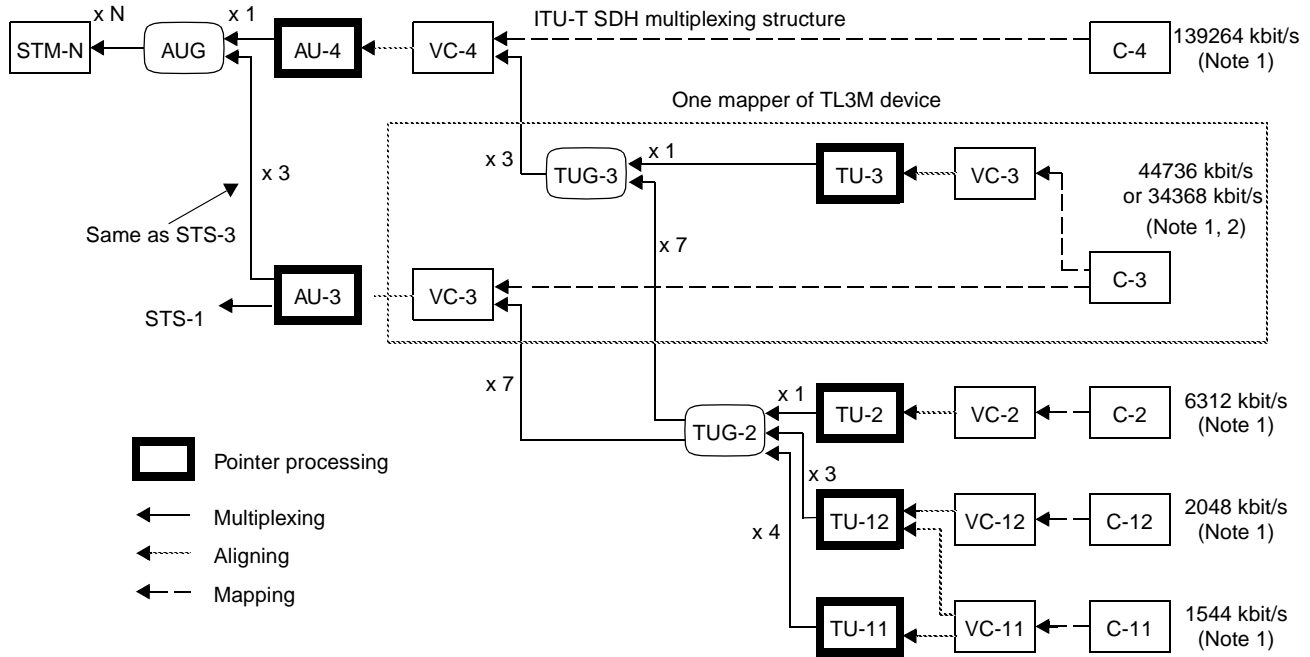 x N
x 1
ITU-T SDH multiplexing structure
STM-N
AUG
AU-4
VC-4
C-4
139264 kbit/s
(Note 1)
One mapper of TL3M device
x 3
x 3
TUG-3
x 1
TU-3
VC-3
44736 kbit/s
or 34368 kbit/s
(Note 1, 2)
Same as STS-3
x 7
AU-3
VC-3
C-3
STS-1
x 7
TUG-2
x 1
TU-2
VC-2
C-2
6312 kbit/s
(Note 1)
Pointer processing
x 3
Multiplexing
TU-12
VC-12
C-12
2048 kbit/s
(Note 1)
x 4
Aligning
Mapping
TU-11
VC-11
C-11
1544 kbit/s
(Note 1)